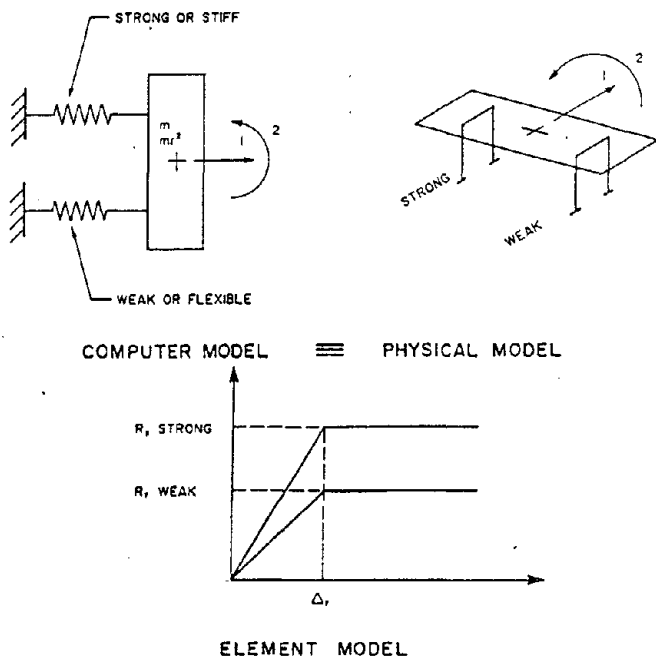 STRONG OR STIFF
m
mr²
1
2
WEAK OR FLEXIBLE
1
2
STRONG
WEAK
COMPUTER MODEL ≡ PHYSICAL MODEL
R, STRONG
R, WEAK
Δ,
ELEMENT MODEL